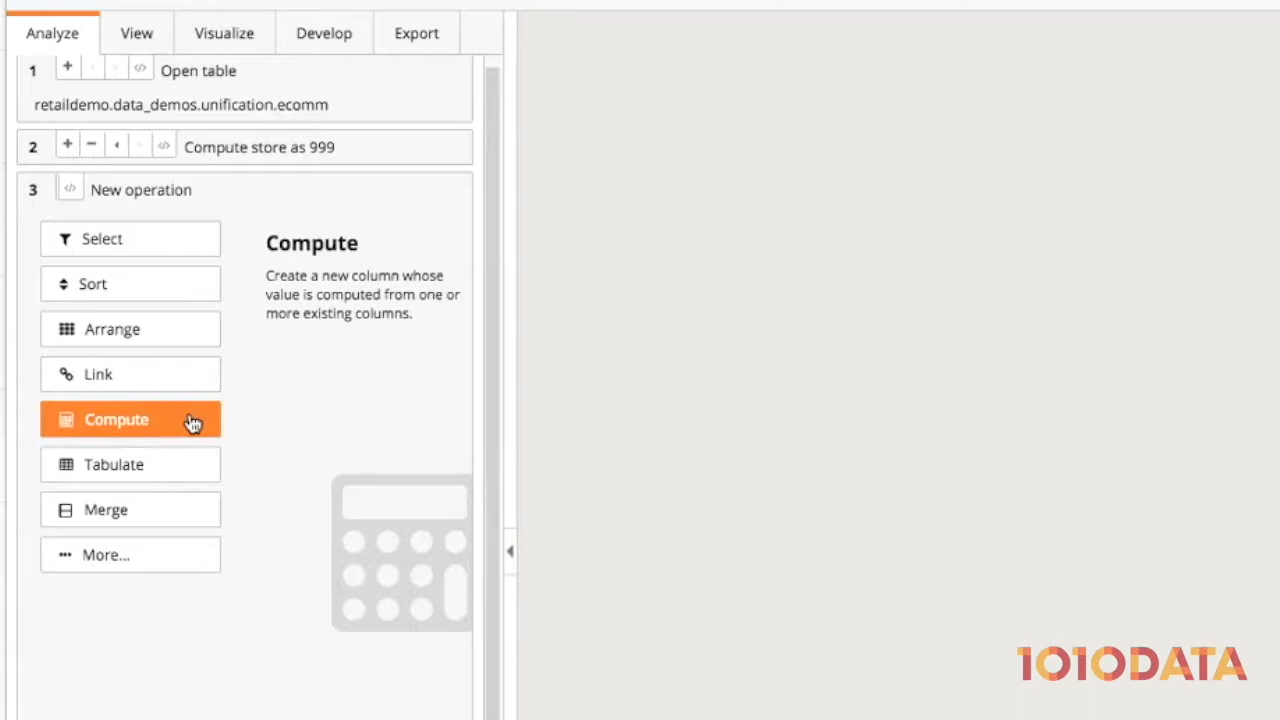 Analyze View Visualize Develop Export
1 Open table
retaildemo.data_demos.unification.ecomm
2 Compute store as 999
3 New operation
Select
Sort
Arrange
Link
Compute
Tabulate
Merge
More...
Compute
Create a new column whose
value is computed from one or
more existing columns.
1010DATA